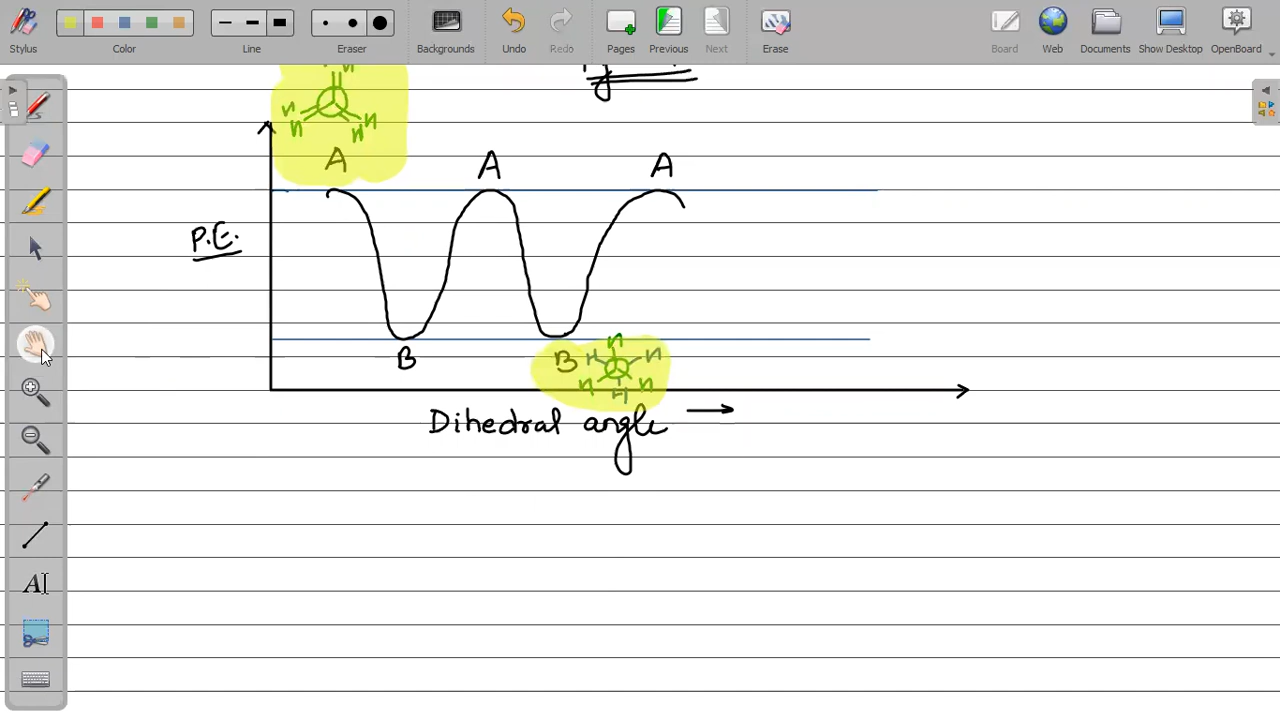 Stylus Color Line Eraser Backgrounds Undo Redo Pages Previous Next Erase Board Web Documents Show Desktop OpenBoard
n
n n
n n
A A A
P.E.
n
B B H n
n n
H
Dihedral angle →
A